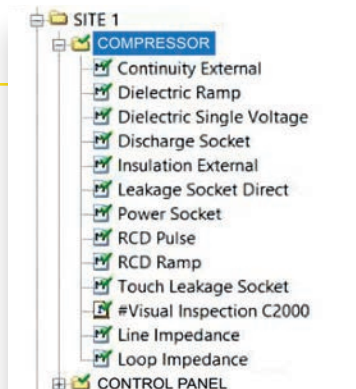 SITE 1
COMPRESSOR
Continuity External
Dielectric Ramp
Dielectric Single Voltage
Discharge Socket
Insulation External
Leakage Socket Direct
Power Socket
RCD Pulse
RCD Ramp
Touch Leakage Socket
#Visual Inspection C2000
Line Impedance
Loop Impedance
CONTROL PANEL